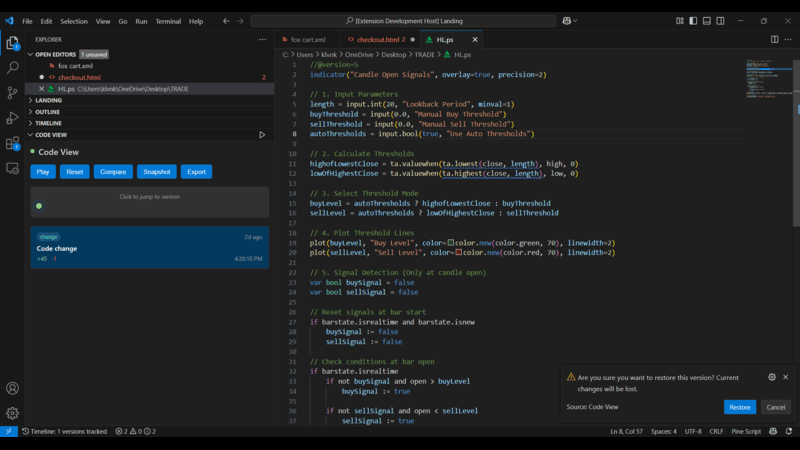 File Edit Selection View Go Run Terminal Help
[Extension Development Host] Landing
EXPLORER
OPEN EDITORS 1 unsaved
fox cart.xml
checkout.html 2
HL.ps C:\Users\klvnk\OneDrive\Desktop\TRADE
LANDING
OUTLINE
TIMELINE
CODE VIEW
Code View
Play Reset Compare Snapshot Export
Click to jump to version
change 2d ago
Code change
+45 -1 4:20:10 PM
fox cart.xml checkout.html 2 HL.ps
C: > Users > klvnk > OneDrive > Desktop > TRADE > HL.ps
1 //@version=5
2 indicator("Candle Open Signals", overlay=true, precision=2)
3
4 // 1. Input Parameters
5 length = input.int(20, "Lookback Period", minval=1)
6 buyThreshold = input(0.0, "Manual Buy Threshold")
7 sellThreshold = input(0.0, "Manual Sell Threshold")
8 autoThresholds = input.bool(true, "Use Auto Thresholds")
9
10 // 2. Calculate Thresholds
11 highofLowestClose = ta.valuewhen(ta.lowest(close, length), high, 0)
12 lowOfHighestClose = ta.valuewhen(ta.highest(close, length), low, 0)
13
14 // 3. Select Threshold Mode
15 buyLevel = autoThresholds ? highofLowestClose : buyThreshold
16 sellLevel = autoThresholds ? lowOfHighestClose : sellThreshold
17
18 // 4. Plot Threshold Lines
19 plot(buyLevel, "Buy Level", color=color.new(color.green, 70), linewidth=2)
20 plot(sellLevel, "Sell Level", color=color.new(color.red, 70), linewidth=2)
21
22 // 5. Signal Detection (Only at candle open)
23 var bool buySignal = false
24 var bool sellSignal = false
25
26 // Reset signals at bar start
27 if barstate.isrealtime and barstate.isnew
28 buySignal := false
29 sellSignal := false
30
31 // Check conditions at bar open
32 if barstate.isrealtime
33 if not buySignal and open > buyLevel
34 buySignal := true
35
36 if not sellSignal and open < sellLevel
37 sellSignal := true
Are you sure you want to restore this version? Current
changes will be lost.
Source: Code View
Restore Cancel
Timeline: 1 versions tracked 2 0 2
Ln 8, Col 57 Spaces: 4 UTF-8 CRLF Pine Script